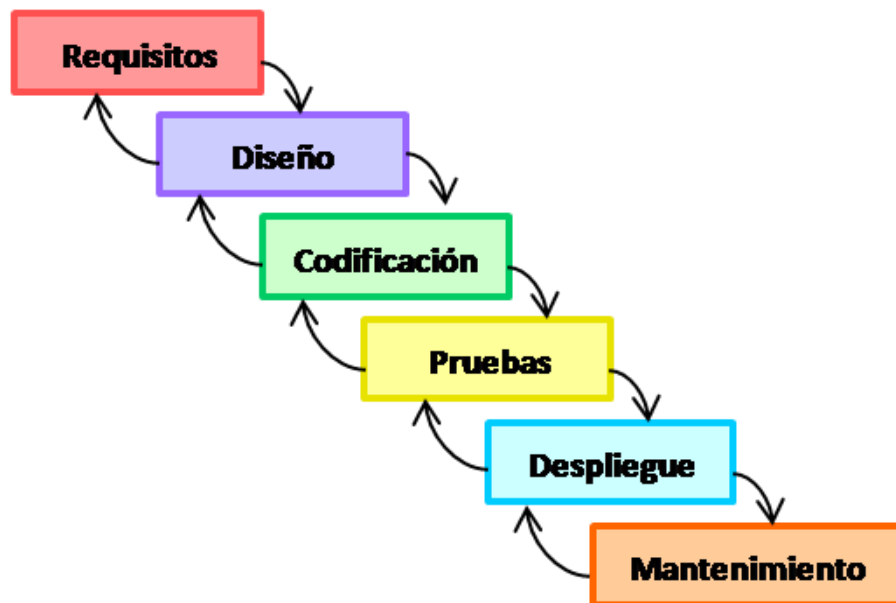 Requisitos
Diseño
Codificación
Pruebas
Despliegue
Mantenimiento